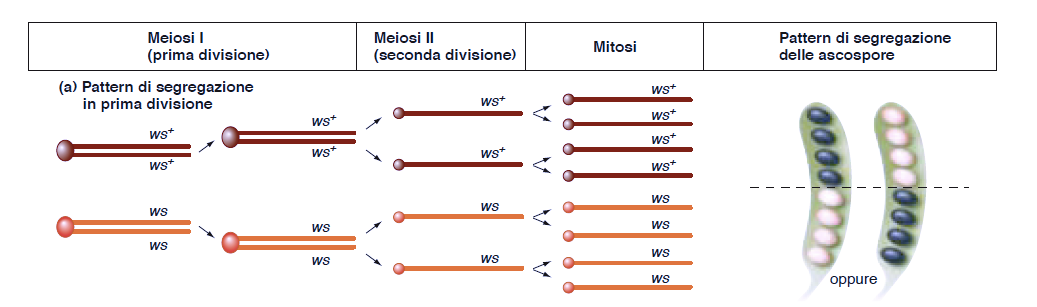 Meiosi I
(prima divisione)
Meiosi II
(seconda divisione)
Mitosi
Pattern di segregazione
delle ascospore
(a) Pattern di segregazione
in prima divisione
ws+
ws+
ws+
ws+
ws+
ws+
ws+
ws+
ws+
ws+
ws
ws
ws
ws
ws
ws
ws
ws
ws
ws
oppure